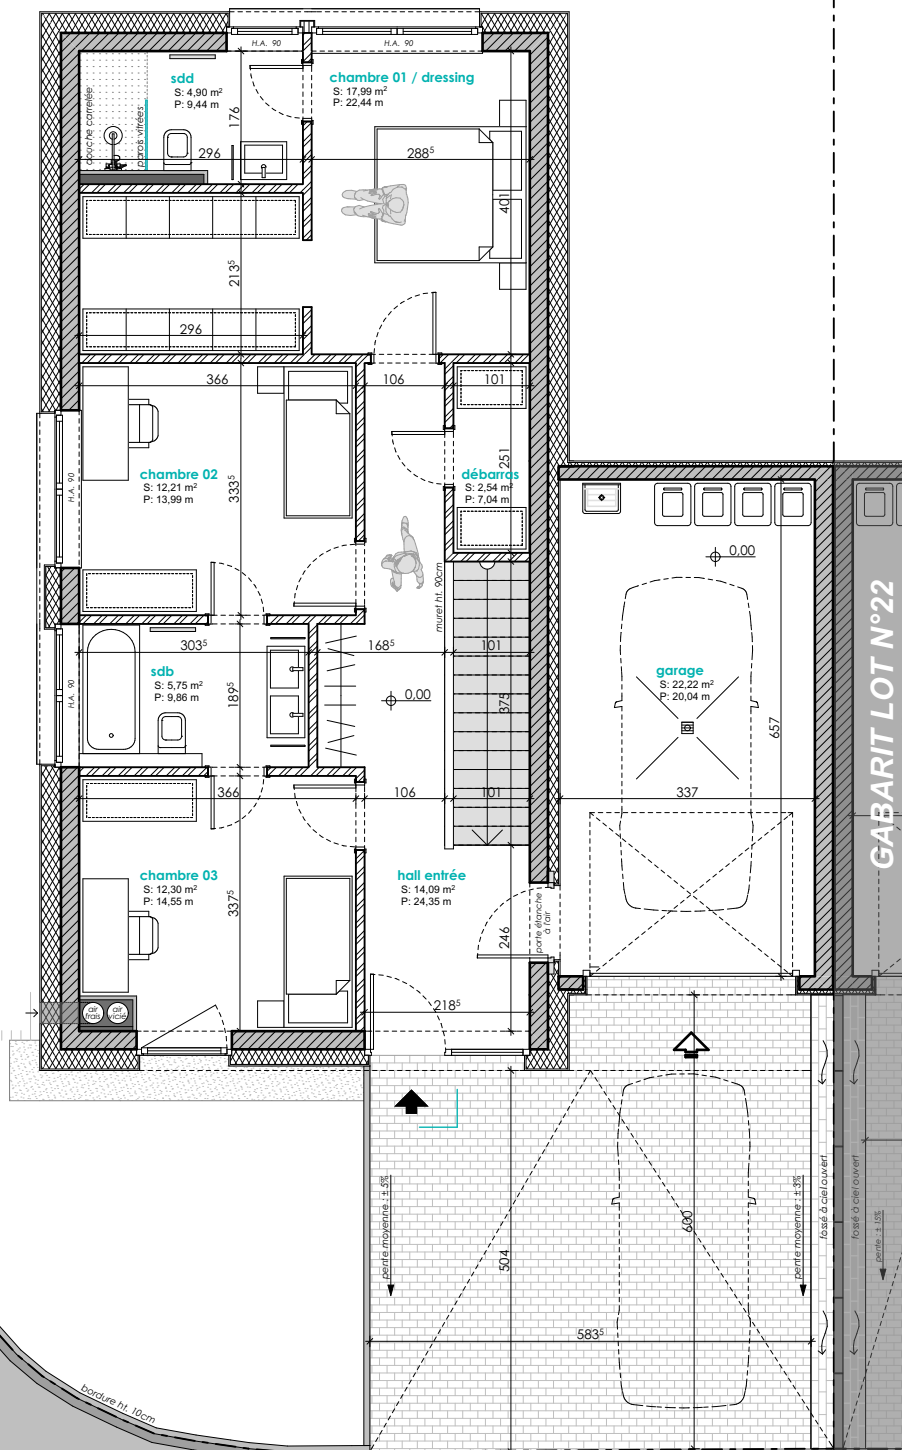 H.A. 90
H.A. 90
sdd
S: 4,90 m²
P: 9,44 m
chambre 01 / dressing
S: 17,99 m²
P: 22,44 m
douche carrelée
parois vitrées
176
296
288⁵
401
213⁵
296
366
106
101
chambre 02
S: 12,21 m²
P: 13,99 m
H.A. 90
333⁵
251
débarras
S: 2,54 m²
P: 7,04 m
0,00
muret ht. 90cm
GABARIT LOT N°22
303⁵
168⁵
101
sdb
S: 5,75 m²
P: 9,86 m
H.A. 90
189⁵
0,00
375
garage
S: 22,22 m²
P: 20,04 m
657
366
106
101
337
chambre 03
S: 12,30 m²
P: 14,55 m
337⁵
hall entrée
S: 14,09 m²
P: 24,35 m
246
porte étanche
à l'air
air
frais
air
vicié
218⁵
pente moyenne : ± 5%
504
600
pente moyenne : ± 3%
fossé à ciel ouvert
fossé à ciel ouvert
pente : ± 15%
583⁵
bordure ht. 10cm